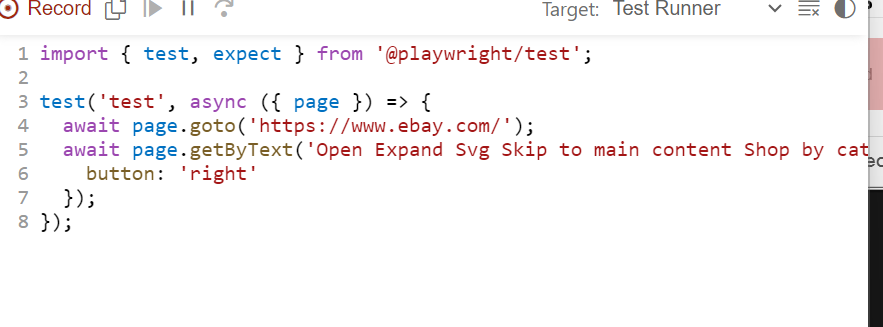 Record Target: Test Runner
1 import { test, expect } from '@playwright/test';
2
3 test('test', async ({ page }) => {
4 await page.goto('https://www.ebay.com/');
5 await page.getByText('Open Expand Svg Skip to main content Shop by cat
6 button: 'right'
7 });
8 });